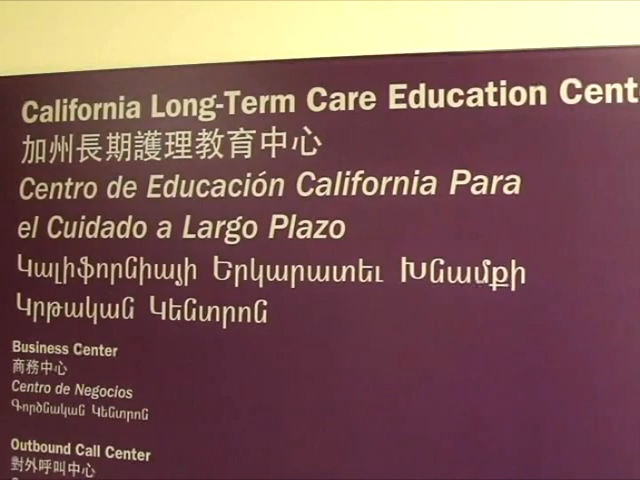 California Long-Term Care Education Cent
加州長期護理教育中心
Centro de Educación California Para
el Cuidado a Largo Plazo
Կալիֆորնիայի Երկարատեւ Խնամքի
Կրթական Կենտրոն
Business Center
商務中心
Centro de Negocios
Գործնական Կենտրոն
Outbound Call Center
對外呼叫中心